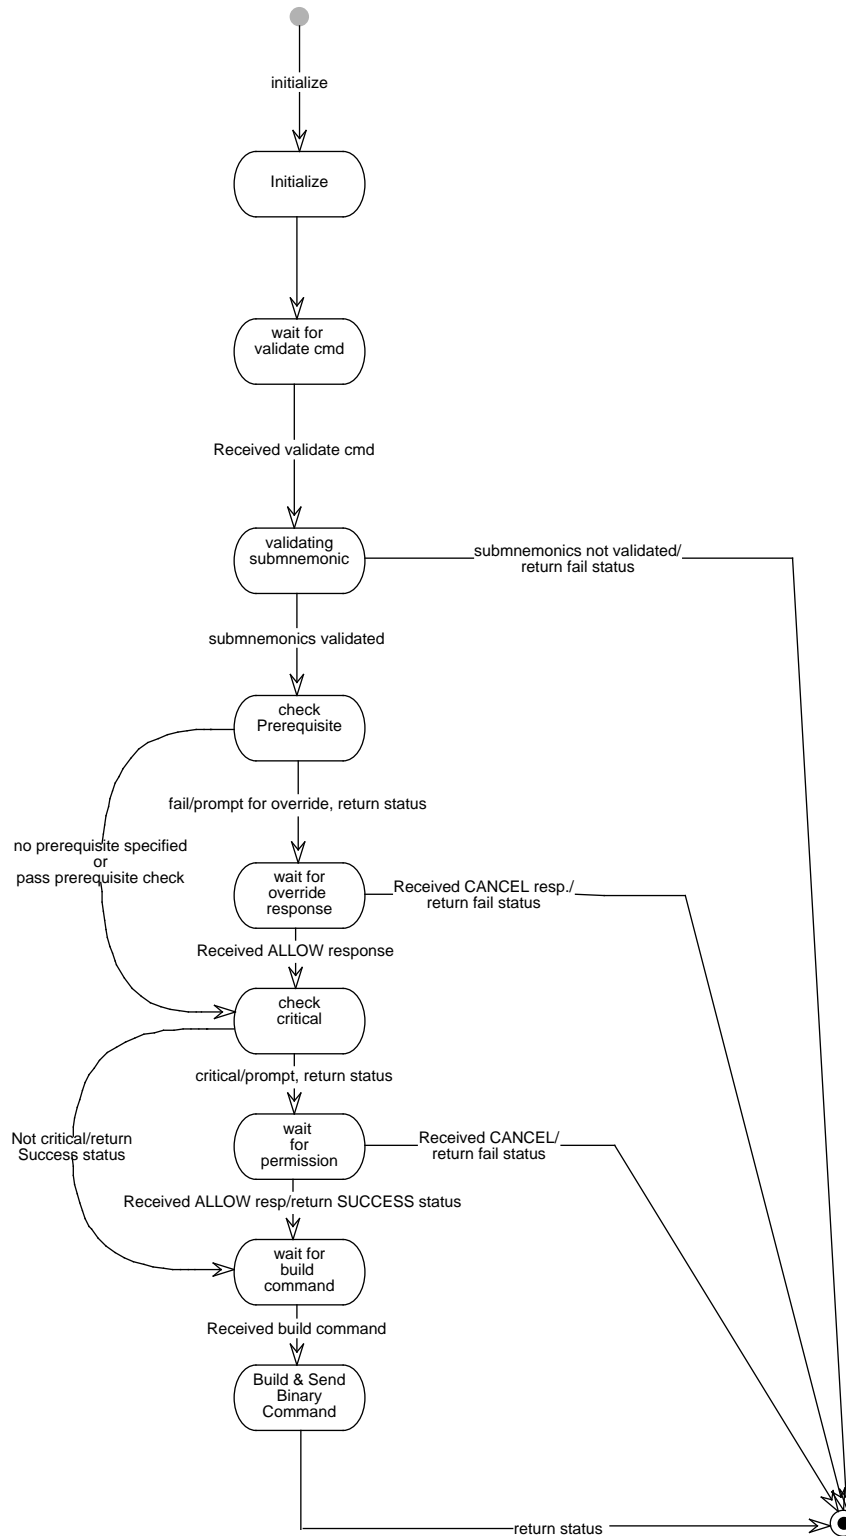 initialize
Initialize
wait for
validate cmd
Received validate cmd
validating
submnemonic
submnemonics not validated/
return fail status
submnemonics validated
check
Prerequisite
fail/prompt for override, return status
no prerequisite specified
or
pass prerequisite check
wait for
override
response
Received CANCEL resp./
return fail status
Received ALLOW response
check
critical
critical/prompt, return status
Not critical/return
Success status
wait
for
permission
Received CANCEL/
return fail status
Received ALLOW resp/return SUCCESS status
wait for
build
command
Received build command
Build & Send
Binary
Command
return status